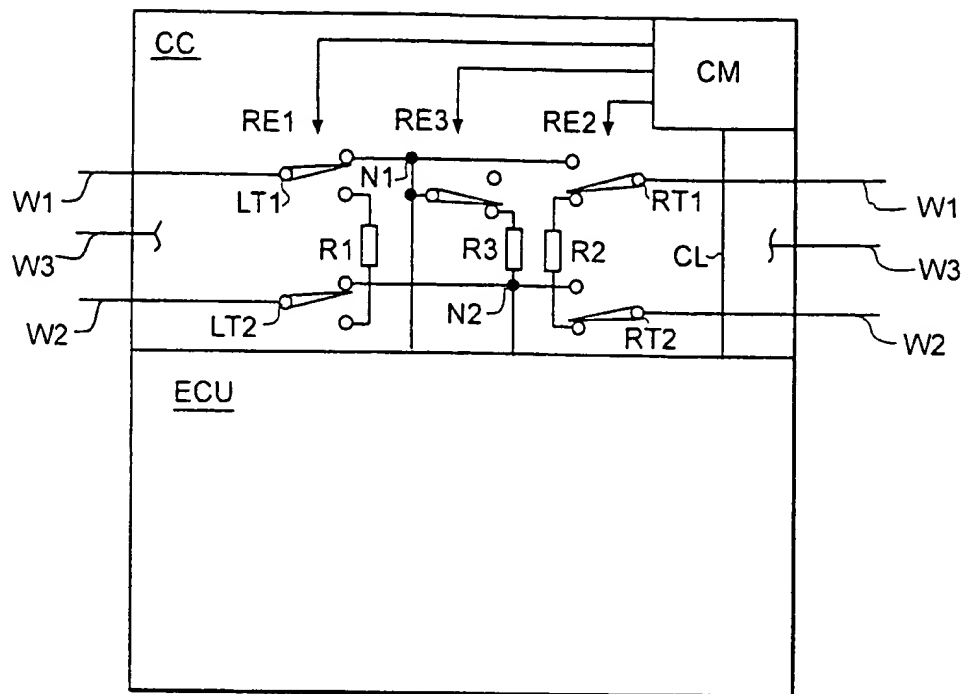 CC
CM
RE1 RE3 RE2
W1 LT1 N1 RT1 W1
W3 R1 R3 R2 CL W3
W2 LT2 N2 RT2 W2
ECU